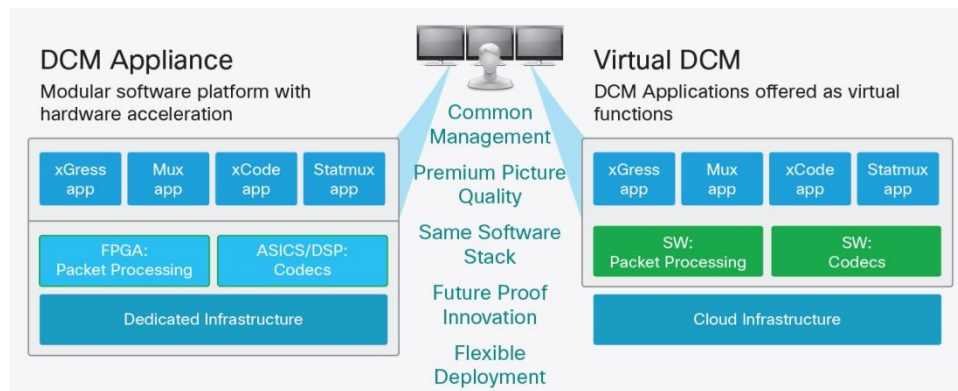 DCM Appliance
Modular software platform with
hardware acceleration
xGress
app
Mux
app
xCode
app
Statmux
app
FPGA:
Packet Processing
ASICS/DSP:
Codecs
Dedicated Infrastructure
Common
Management
Premium Picture
Quality
Same Software
Stack
Future Proof
Innovation
Flexible
Deployment
Virtual DCM
DCM Applications offered as virtual
functions
xGress
app
Mux
app
xCode
app
Statmux
app
SW:
Packet Processing
SW:
Codecs
Cloud Infrastructure